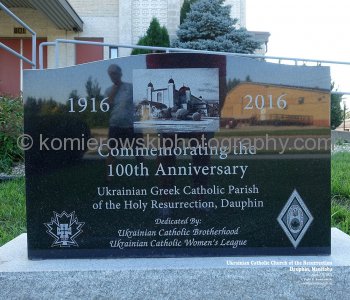 1916 2016
© komierowskiphotography.ca
Commemorating the
100th Anniversary
Ukrainian Greek Catholic Parish
of the Holy Resurrection, Dauphin
Dedicated By:
Ukrainian Catholic Brotherhood
Ukrainian Catholic Women's League
Ukrainian Catholic Church of the Resurrection
Dauphin, Manitoba